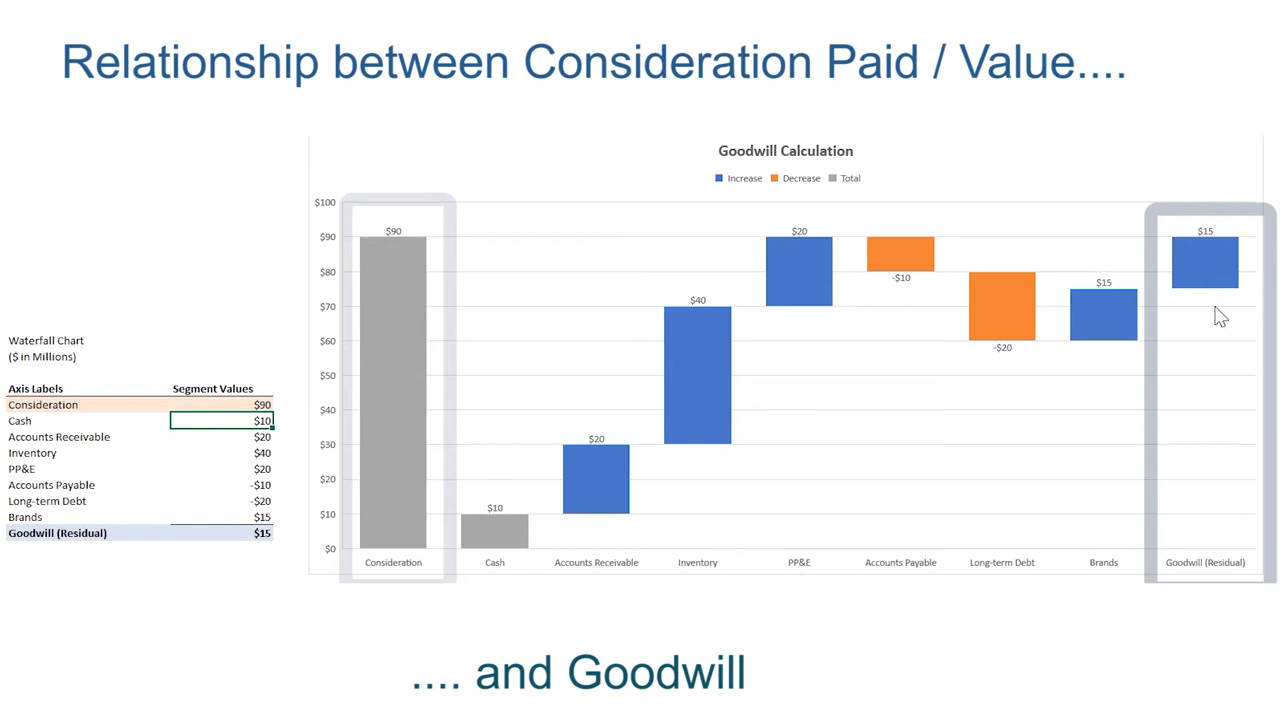 Relationship between Consideration Paid / Value....
Goodwill Calculation
Increase Decrease Total
$100
$90
$80
$70
$60
$50
$40
$30
$20
$10
$0
$90
$10
$20
$40
$20
-$10
-$20
$15
$15
Consideration Cash Accounts Receivable Inventory PP&E Accounts Payable Long-term Debt Brands Goodwill (Residual)
Waterfall Chart
($ in Millions)
Axis Labels Segment Values
Consideration $90
Cash $10
Accounts Receivable $20
Inventory $40
PP&E $20
Accounts Payable -$10
Long-term Debt -$20
Brands $15
Goodwill (Residual) $15
.... and Goodwill